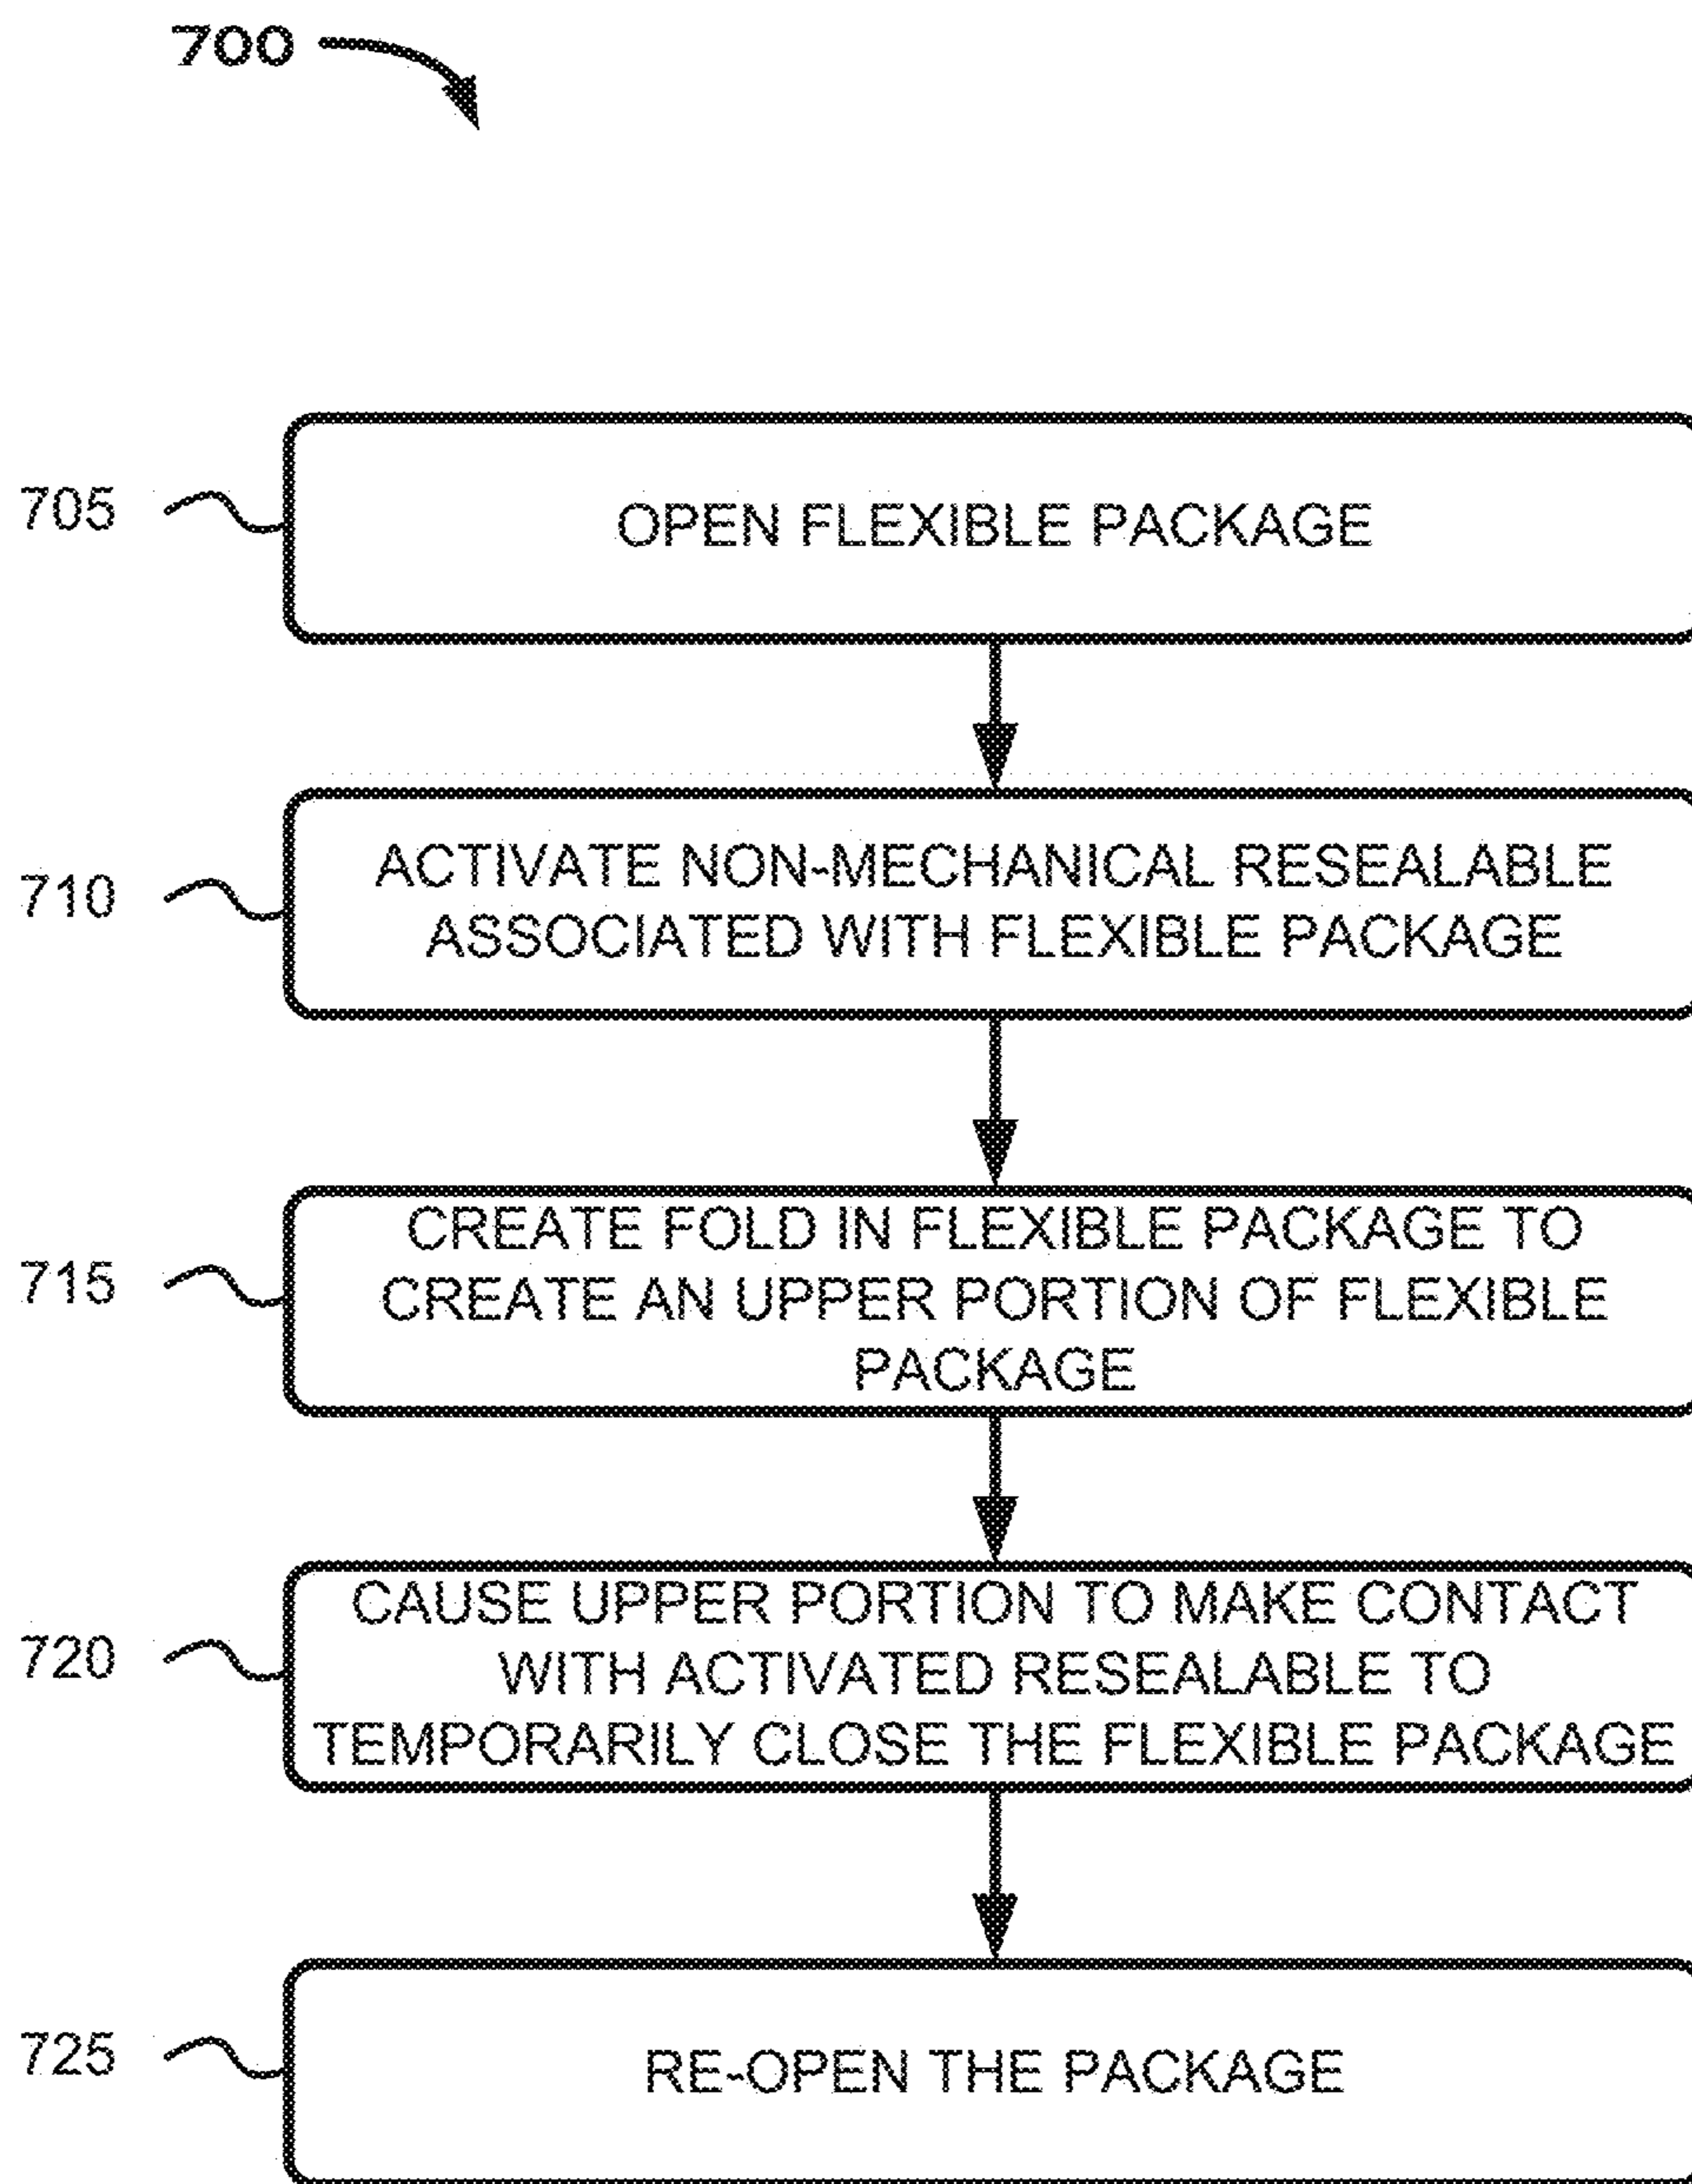 700
705
OPEN FLEXIBLE PACKAGE
710
ACTIVATE NON-MECHANICAL RESEALABLE
ASSOCIATED WITH FLEXIBLE PACKAGE
715
CREATE FOLD IN FLEXIBLE PACKAGE TO
CREATE AN UPPER PORTION OF FLEXIBLE
PACKAGE
720
CAUSE UPPER PORTION TO MAKE CONTACT
WITH ACTIVATED RESEALABLE TO
TEMPORARILY CLOSE THE FLEXIBLE PACKAGE
725
RE-OPEN THE PACKAGE